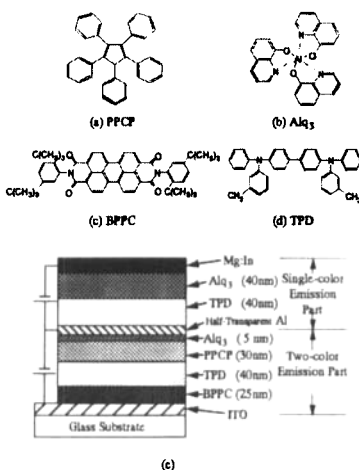 (a) PPCP
N
Al
O
O
O
N
N
(b) Alq₃
C(CH₃)₃
C(CH₃)₃
O
O
N
N
O
O
C(CH₃)₃
C(CH₃)₃
(c) BPPC
N
N
CH₃
CH₃
(d) TPD
Mg:In
Alq₃ (40nm)
TPD (40nm)
Half-Transparent Al
Alq₃ (5 nm)
PPCP (30nm)
TPD (40nm)
BPPC (25nm)
ITO
Glass Substrate
Single-color
Emission
Part
Two-color
Emission Part
(e)